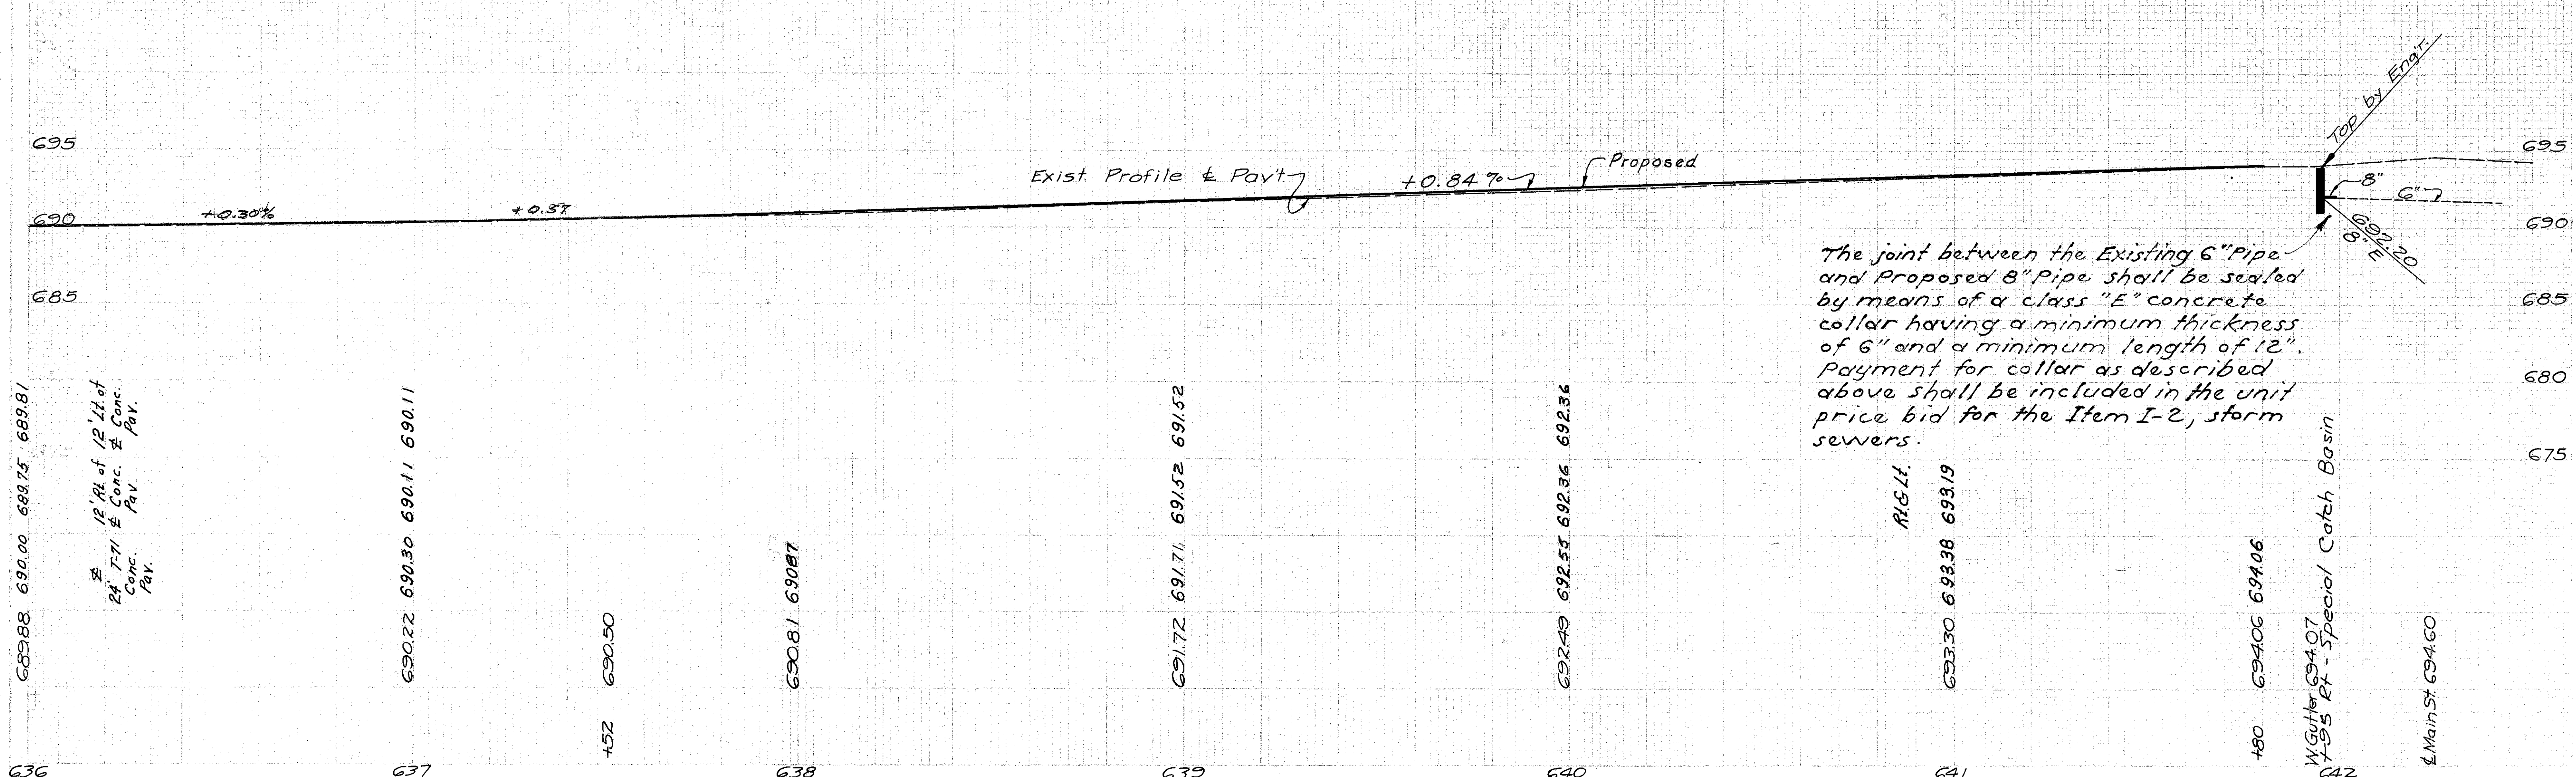 Top by Engr.
695
695
Exist. Profile ℄ Pav't
+0.84%
Proposed
8"
6"
690
+0.30%
+0.57
690
692.20
8" E
The joint between the Existing 6" Pipe
and Proposed 8" Pipe shall be sealed
by means of a class "E" concrete
collar having a minimum thickness
of 6" and a minimum length of 12".
Payment for collar as described
above shall be included in the unit
price bid for the Item I-2, storm
sewers.
685
685
680
675
689.88 690.00 689.75 689.81
℄
24' T-71
Conc.
Pav.
12' Rt. of
℄ Conc.
Pav
12' Lt. of
℄ Conc.
Pav.
690.22 690.30 690.11 690.11
+52 690.50
690.81 690.87
691.72 691.71 691.52 691.52
692.49 692.55 692.36 692.36
Rt. & Lt.
693.30 693.38 693.19
+80 694.06 694.06
W. Gutter 694.07
+95 Rt - Special Catch Basin
℄ Main St. 694.60
636
637
638
639
640
641
642